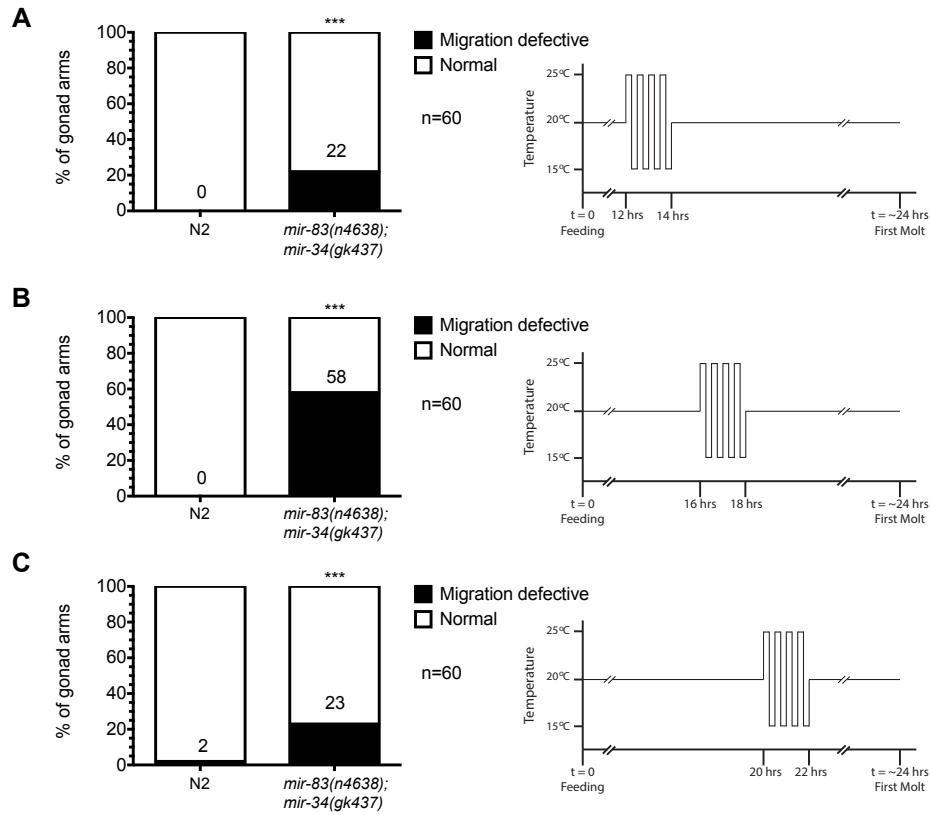 A
% of gonad arms
100
80
60
40
20
0
***
0
22
N2
mir-83(n4638);
mir-34(gk437)
Migration defective
Normal
n=60
Temperature
25ºC
20ºC
15ºC
t = 0
Feeding
12 hrs
14 hrs
t = ~24 hrs
First Molt
B
% of gonad arms
100
80
60
40
20
0
***
0
58
N2
mir-83(n4638);
mir-34(gk437)
Migration defective
Normal
n=60
Temperature
25ºC
20ºC
15ºC
t = 0
Feeding
16 hrs
18 hrs
t = ~24 hrs
First Molt
C
% of gonad arms
100
80
60
40
20
0
***
2
23
N2
mir-83(n4638);
mir-34(gk437)
Migration defective
Normal
n=60
Temperature
25ºC
20ºC
15ºC
t = 0
Feeding
20 hrs
22 hrs
t = ~24 hrs
First Molt